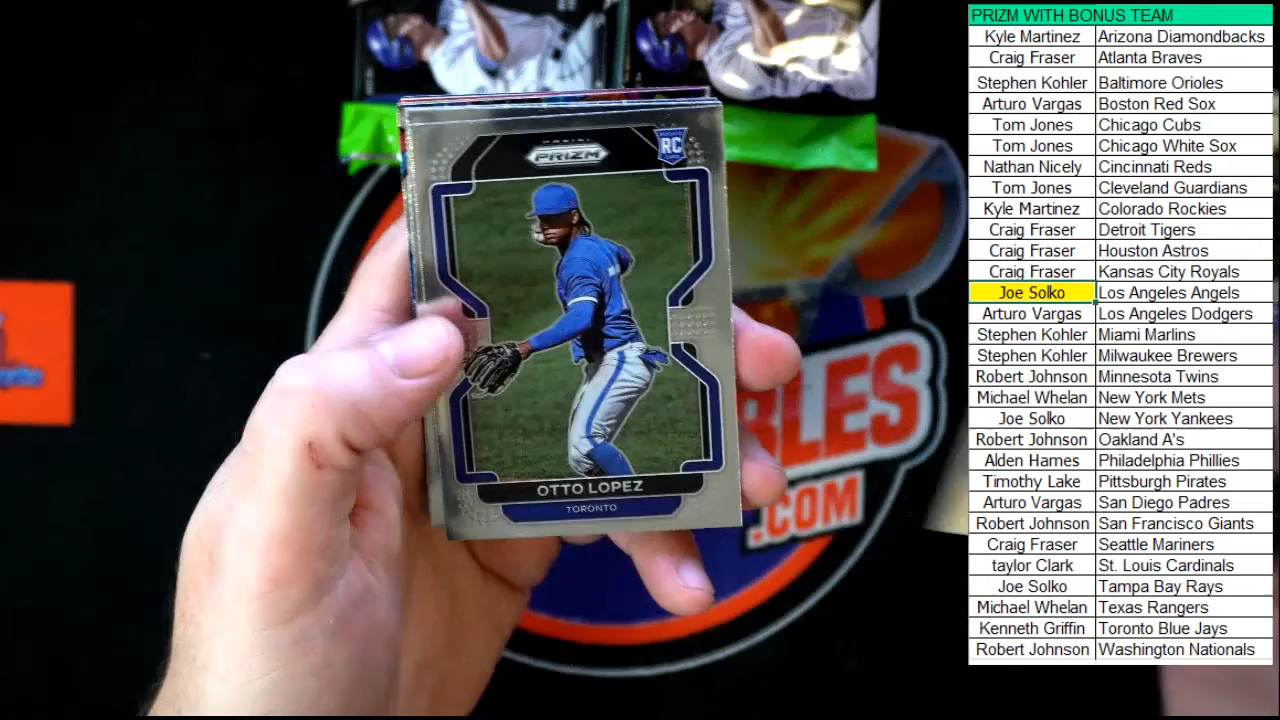 PRIZM WITH BONUS TEAM
Kyle Martinez Arizona Diamondbacks
Craig Fraser Atlanta Braves
Stephen Kohler Baltimore Orioles
Arturo Vargas Boston Red Sox
Tom Jones Chicago Cubs
Tom Jones Chicago White Sox
Nathan Nicely Cincinnati Reds
Tom Jones Cleveland Guardians
Kyle Martinez Colorado Rockies
Craig Fraser Detroit Tigers
Craig Fraser Houston Astros
Craig Fraser Kansas City Royals
Joe Solko Los Angeles Angels
Arturo Vargas Los Angeles Dodgers
Stephen Kohler Miami Marlins
Stephen Kohler Milwaukee Brewers
Robert Johnson Minnesota Twins
Michael Whelan New York Mets
Joe Solko New York Yankees
Robert Johnson Oakland A's
Alden Hames Philadelphia Phillies
Timothy Lake Pittsburgh Pirates
Arturo Vargas San Diego Padres
Robert Johnson San Francisco Giants
Craig Fraser Seattle Mariners
taylor Clark St. Louis Cardinals
Joe Solko Tampa Bay Rays
Michael Whelan Texas Rangers
Kenneth Griffin Toronto Blue Jays
Robert Johnson Washington Nationals
PRIZM
RC
OTTO LOPEZ
TORONTO
BLES
.COM